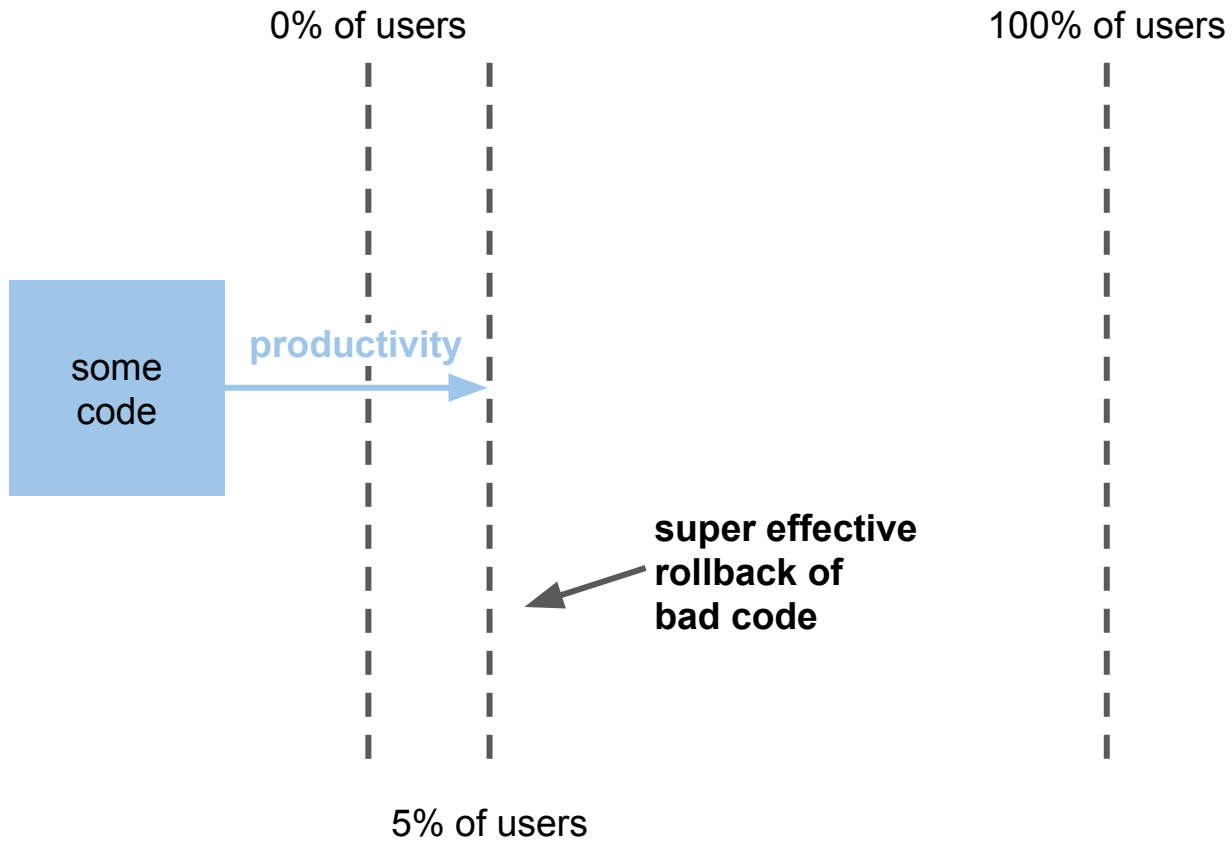 0% of users
100% of users
productivity
some
code
super effective
rollback of
bad code
5% of users